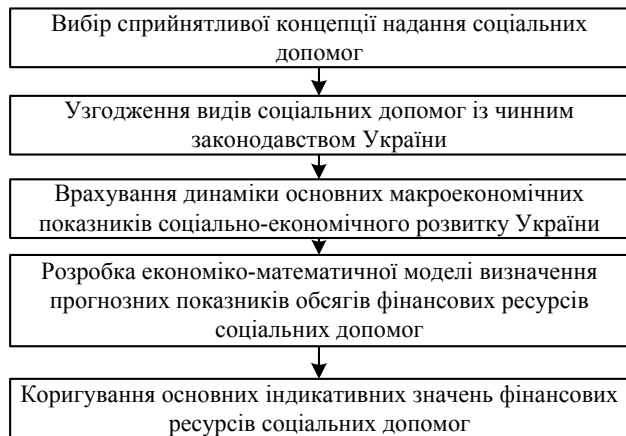 Вибір сприйнятливої концепції надання соціальних
допомог
Узгодження видів соціальних допомог із чинним
законодавством України
Врахування динаміки основних макроекономічних
показників соціально-економічного розвитку України
Розробка економіко-математичної моделі визначення
прогнозних показників обсягів фінансових ресурсів
соціальних допомог
Коригування основних індикативних значень фінансових
ресурсів соціальних допомог